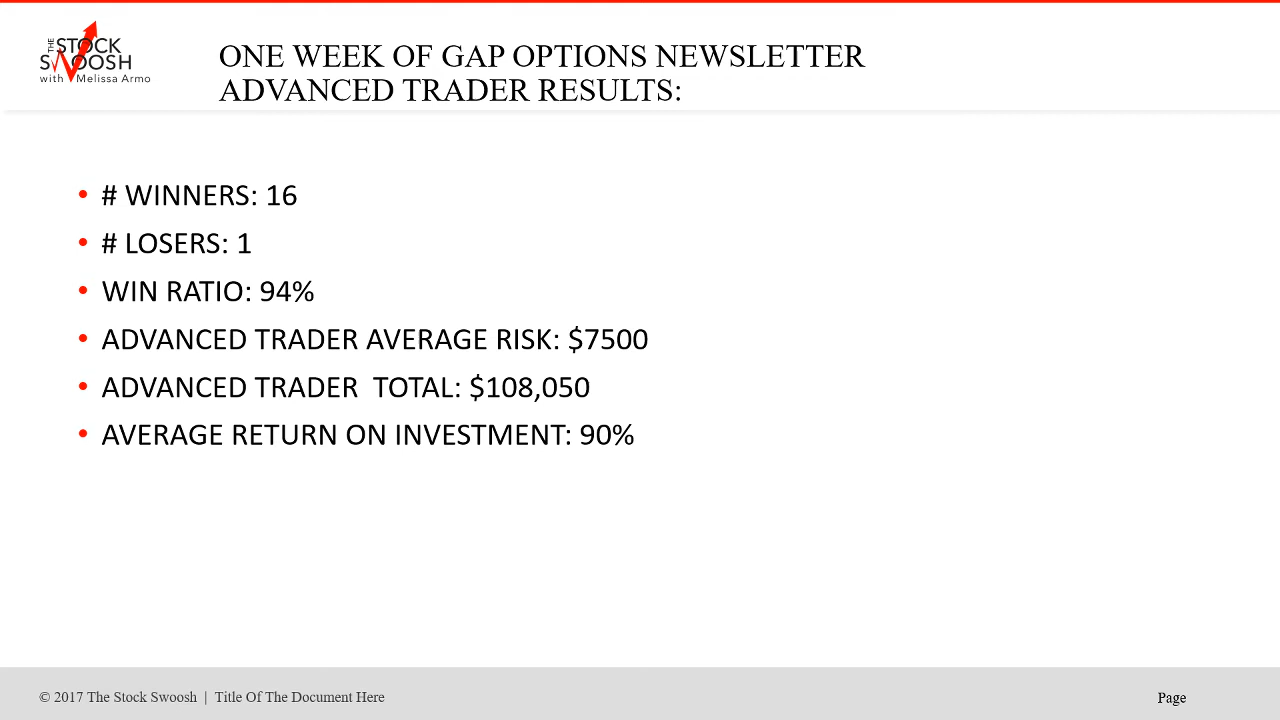 THE STOCK
SWOOSH
with Melissa Armo
ONE WEEK OF GAP OPTIONS NEWSLETTER
ADVANCED TRADER RESULTS:
• # WINNERS: 16
• # LOSERS: 1
• WIN RATIO: 94%
• ADVANCED TRADER AVERAGE RISK: $7500
• ADVANCED TRADER  TOTAL: $108,050
• AVERAGE RETURN ON INVESTMENT: 90%
© 2017 The Stock Swoosh | Title Of The Document Here
Page